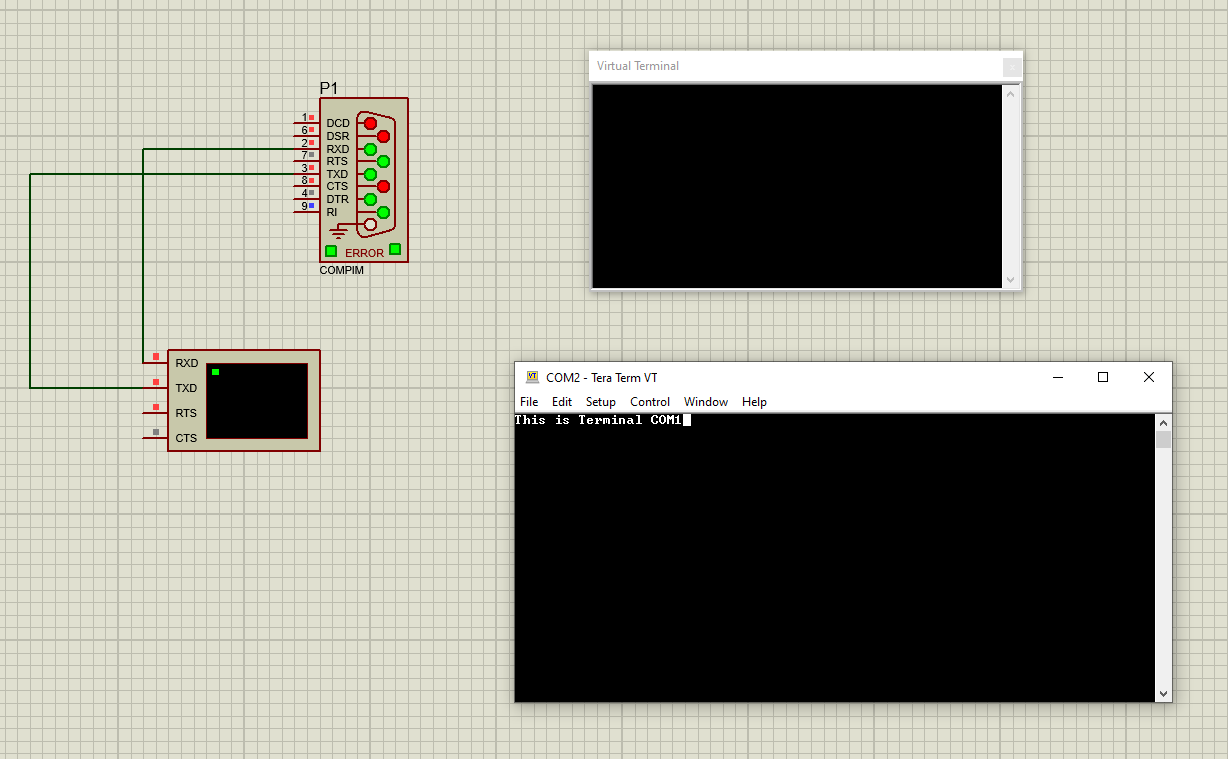 P1
1 DCD
6 DSR
2 RXD
7 RTS
3 TXD
8 CTS
4 DTR
9 RI
ERROR
COMPIM
RXD
TXD
RTS
CTS
Virtual Terminal
VT COM2 - Tera Term VT
File Edit Setup Control Window Help
This is Terminal COM1